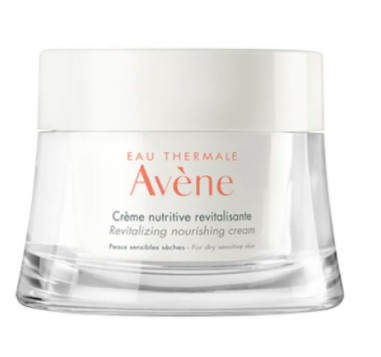 EAU THERMALE
Avène
Crème nutritive revitalisante
Revitalizing nourishing cream
Peaux sensibles sèches - For dry sensitive skin